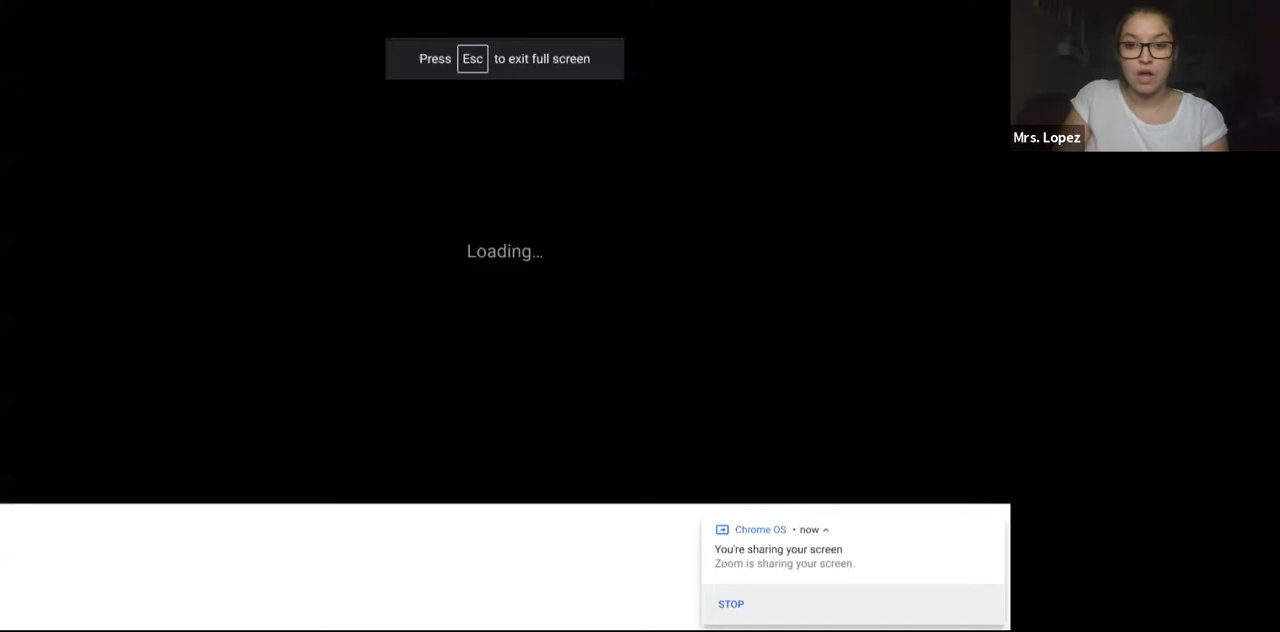 Press Esc to exit full screen
Mrs. Lopez
Loading...
Chrome OS • now
You're sharing your screen
Zoom is sharing your screen.
STOP